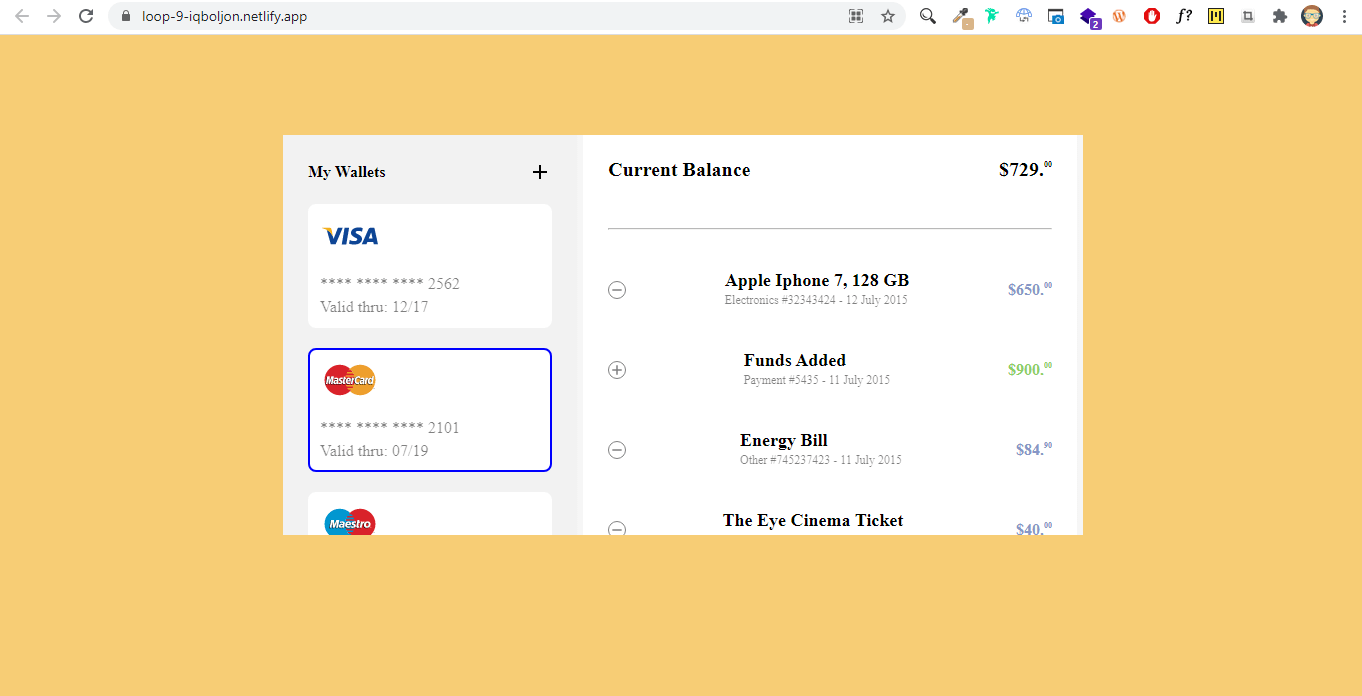 loop-9-iqboljon.netlify.app
2
f?
My Wallets
+
VISA
**** **** **** 2562
Valid thru: 12/17
MasterCard
**** **** **** 2101
Valid thru: 07/19
Maestro
Current Balance
$729.00
Apple Iphone 7, 128 GB
Electronics #32343424 - 12 July 2015
$650.00
Funds Added
Payment #5435 - 11 July 2015
$900.00
Energy Bill
Other #745237423 - 11 July 2015
$84.90
The Eye Cinema Ticket
$40.00